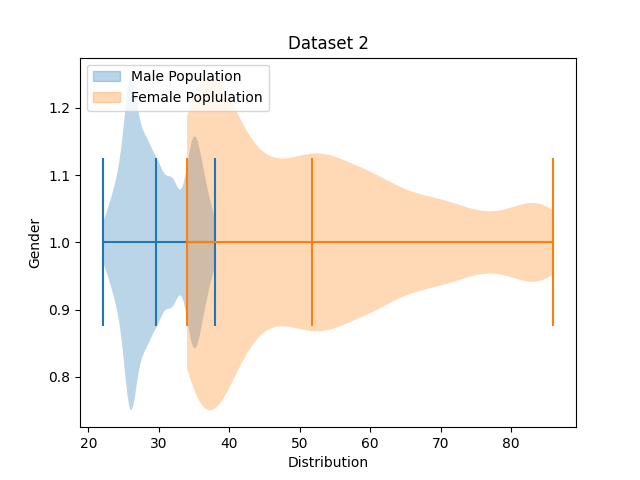 Dataset 2
Male Population
Female Poplulation
1.2
1.1
1.0
0.9
0.8
Gender
20 30 40 50 60 70 80
Distribution